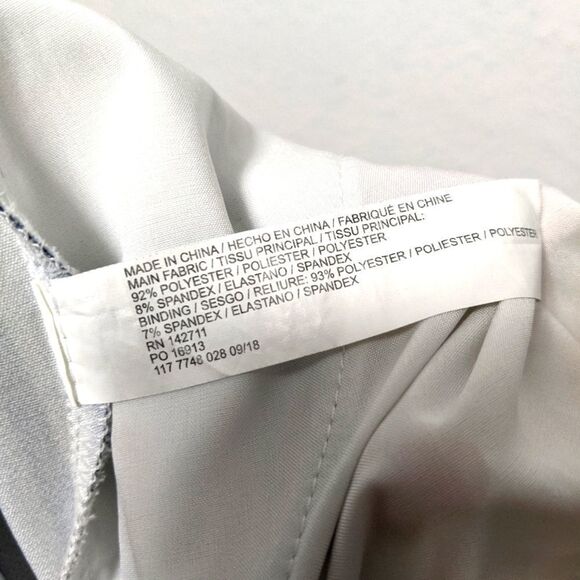 MADE IN CHINA / HECHO EN CHINA / FABRIQUÉ EN CHINE
MAIN FABRIC / TISSU PRINCIPAL / TISSU PRINCIPAL:
92% POLYESTER / POLIESTER / POLYESTER
8% SPANDEX / ELASTANO / SPANDEX
BINDING / SESGO / RELIURE: 93% POLYESTER / POLIESTER / POLYESTER
7% SPANDEX / ELASTANO / SPANDEX
RN 142711
PO 16913
117 7748 028 09/18